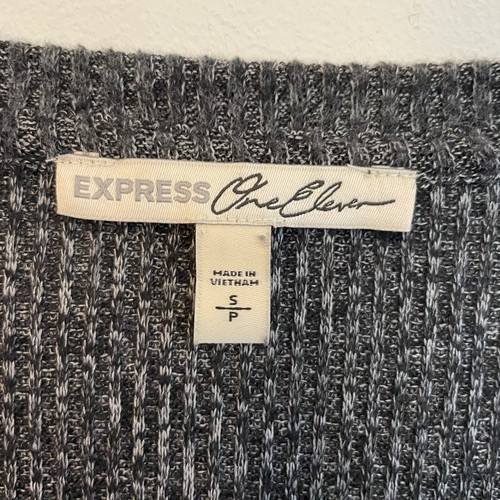 EXPRESS One Eleven
MADE IN
VIETNAM
S
P